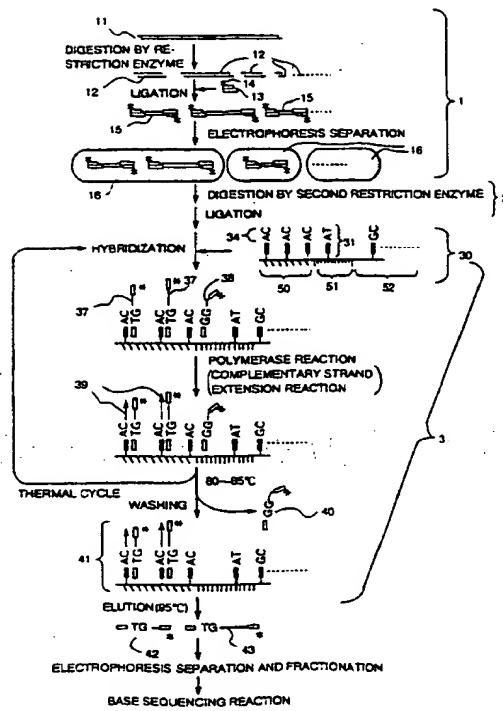 11
DIGESTION BY RE-
STRICTION ENZYME
12
12
14
LIGATION
13
15
15
1
ELECTROPHORESIS SEPARATION
16
16
DIGESTION BY SECOND RESTRICTION ENZYME
LIGATION
34
AC AC AC AT GC
31
HYBRIDIZATION
30
50 51 52
37 * * 37 38
AC TG AC TG AC GG AT GC
POLYMERASE REACTION
(COMPLEMENTARY STRAND
EXTENSION REACTION)
39 * *
AC TG AC TG AC GG AT GC
3
80—85°C
THERMAL CYCLE
WASHING
GG 40
41 * *
AC TG AC TG AC AT GC
ELUTION (95°C)
TG * TG *
42 43
ELECTROPHORESIS SEPARATION AND FRACTIONATION
BASE SEQUENCING REACTION